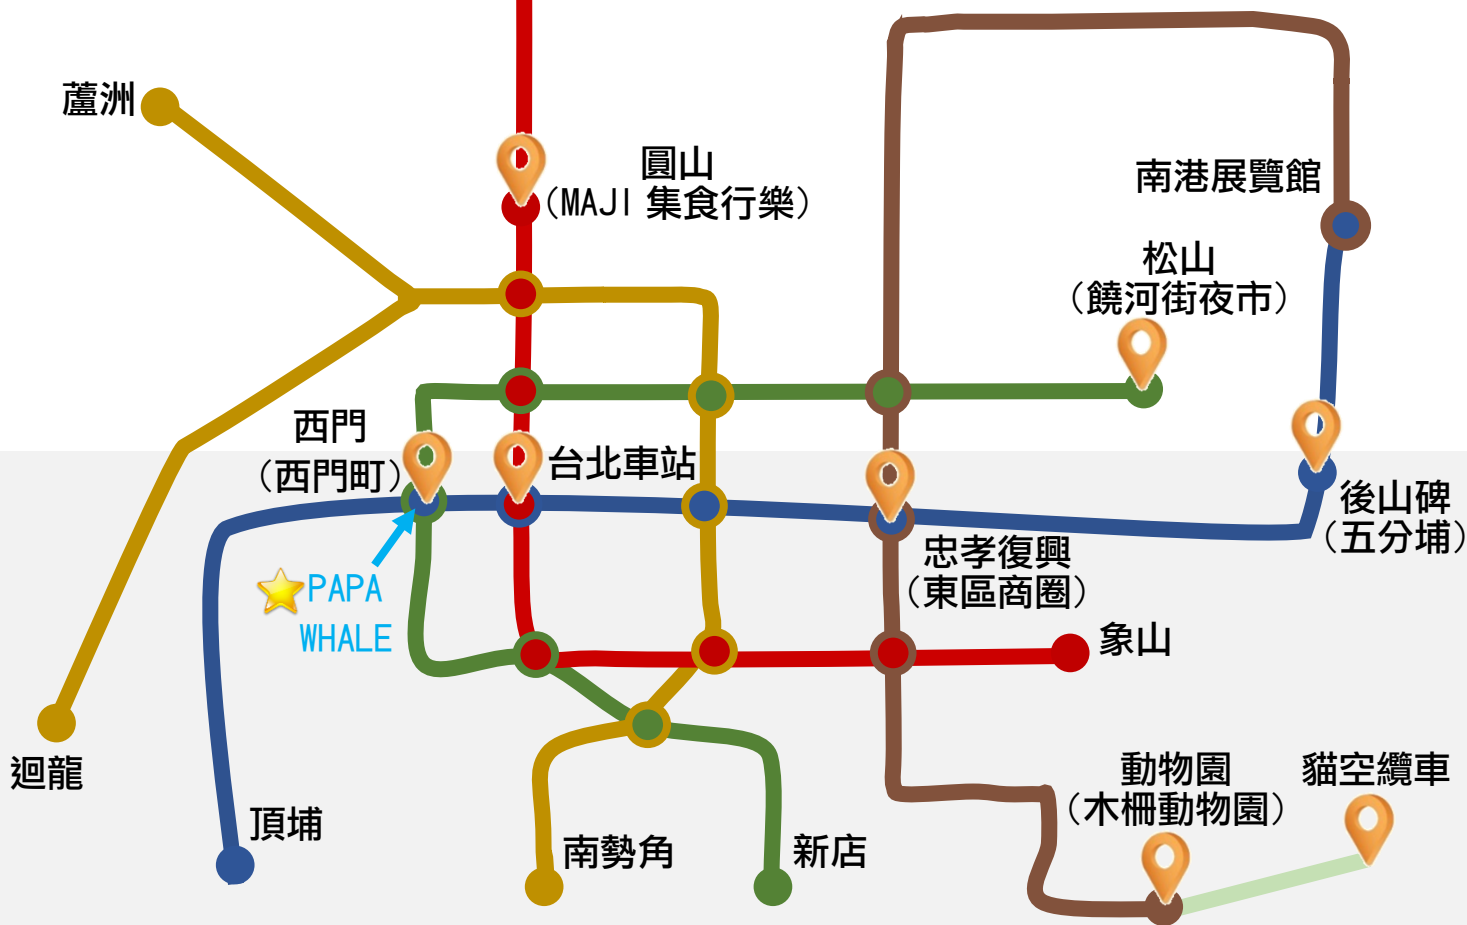 蘆洲
圓山
（MAJI 集食行樂）
南港展覽館
松山
（饒河街夜市）
西門
（西門町）
台北車站
後山碑
（五分埔）
忠孝復興
（東區商圈）
PAPA
WHALE
象山
迴龍
頂埔
南勢角
新店
動物園
（木柵動物園）
貓空纜車